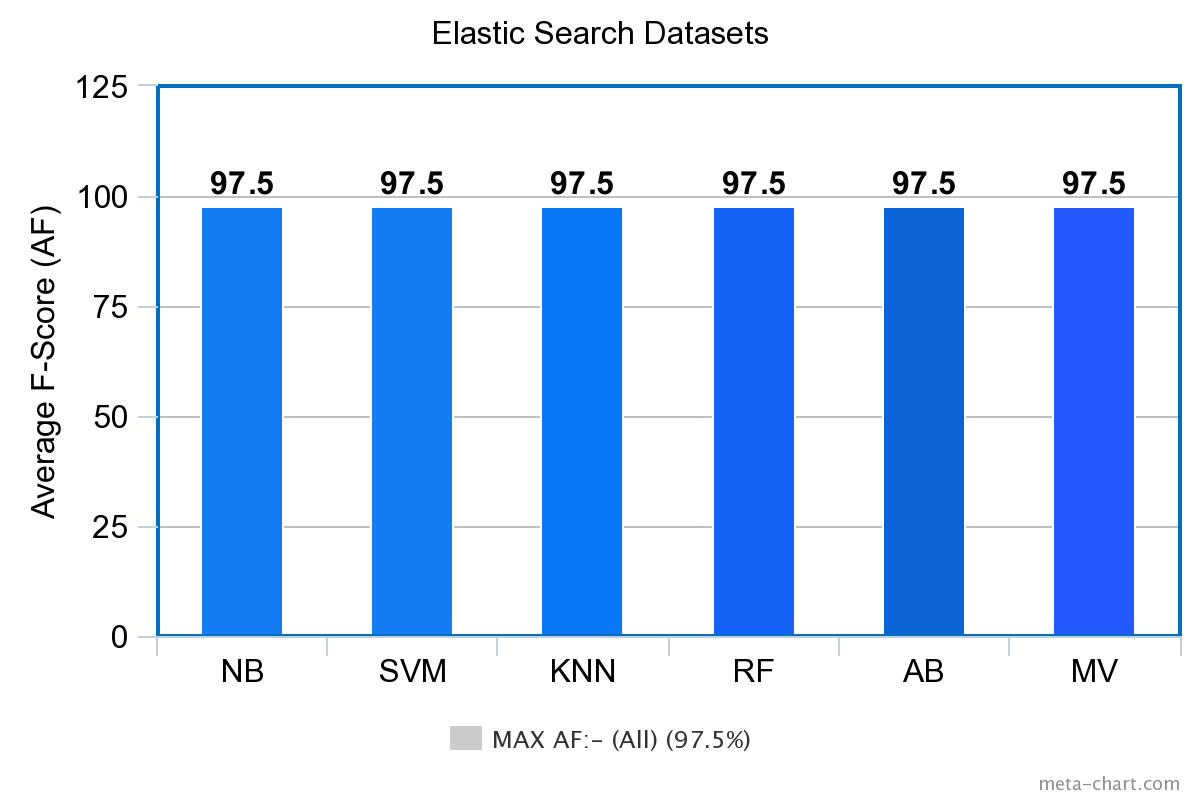 Elastic Search Datasets
125
100
75
50
25
0
Average F-Score (AF)
97.5 97.5 97.5 97.5 97.5 97.5
NB SVM KNN RF AB MV
MAX AF:- (All) (97.5%)
meta-chart.com